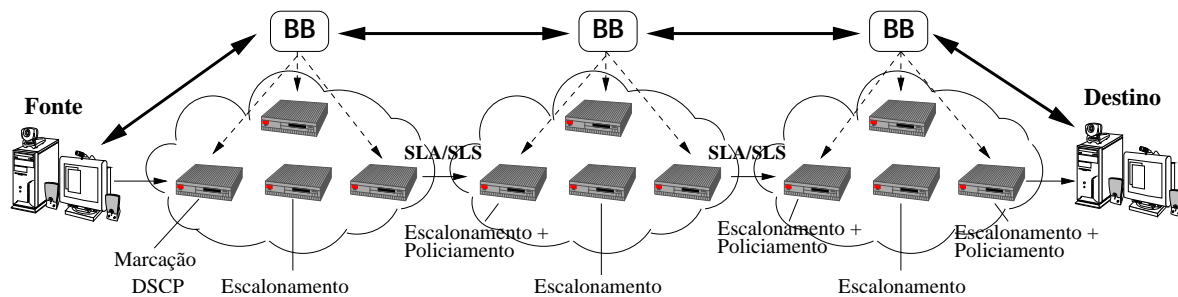 BB
BB
BB
Fonte
Destino
SLA/SLS
SLA/SLS
Marcação
DSCP
Escalonamento
Escalonamento +
Policiamento
Escalonamento
Escalonamento +
Policiamento
Escalonamento
Escalonamento +
Policiamento